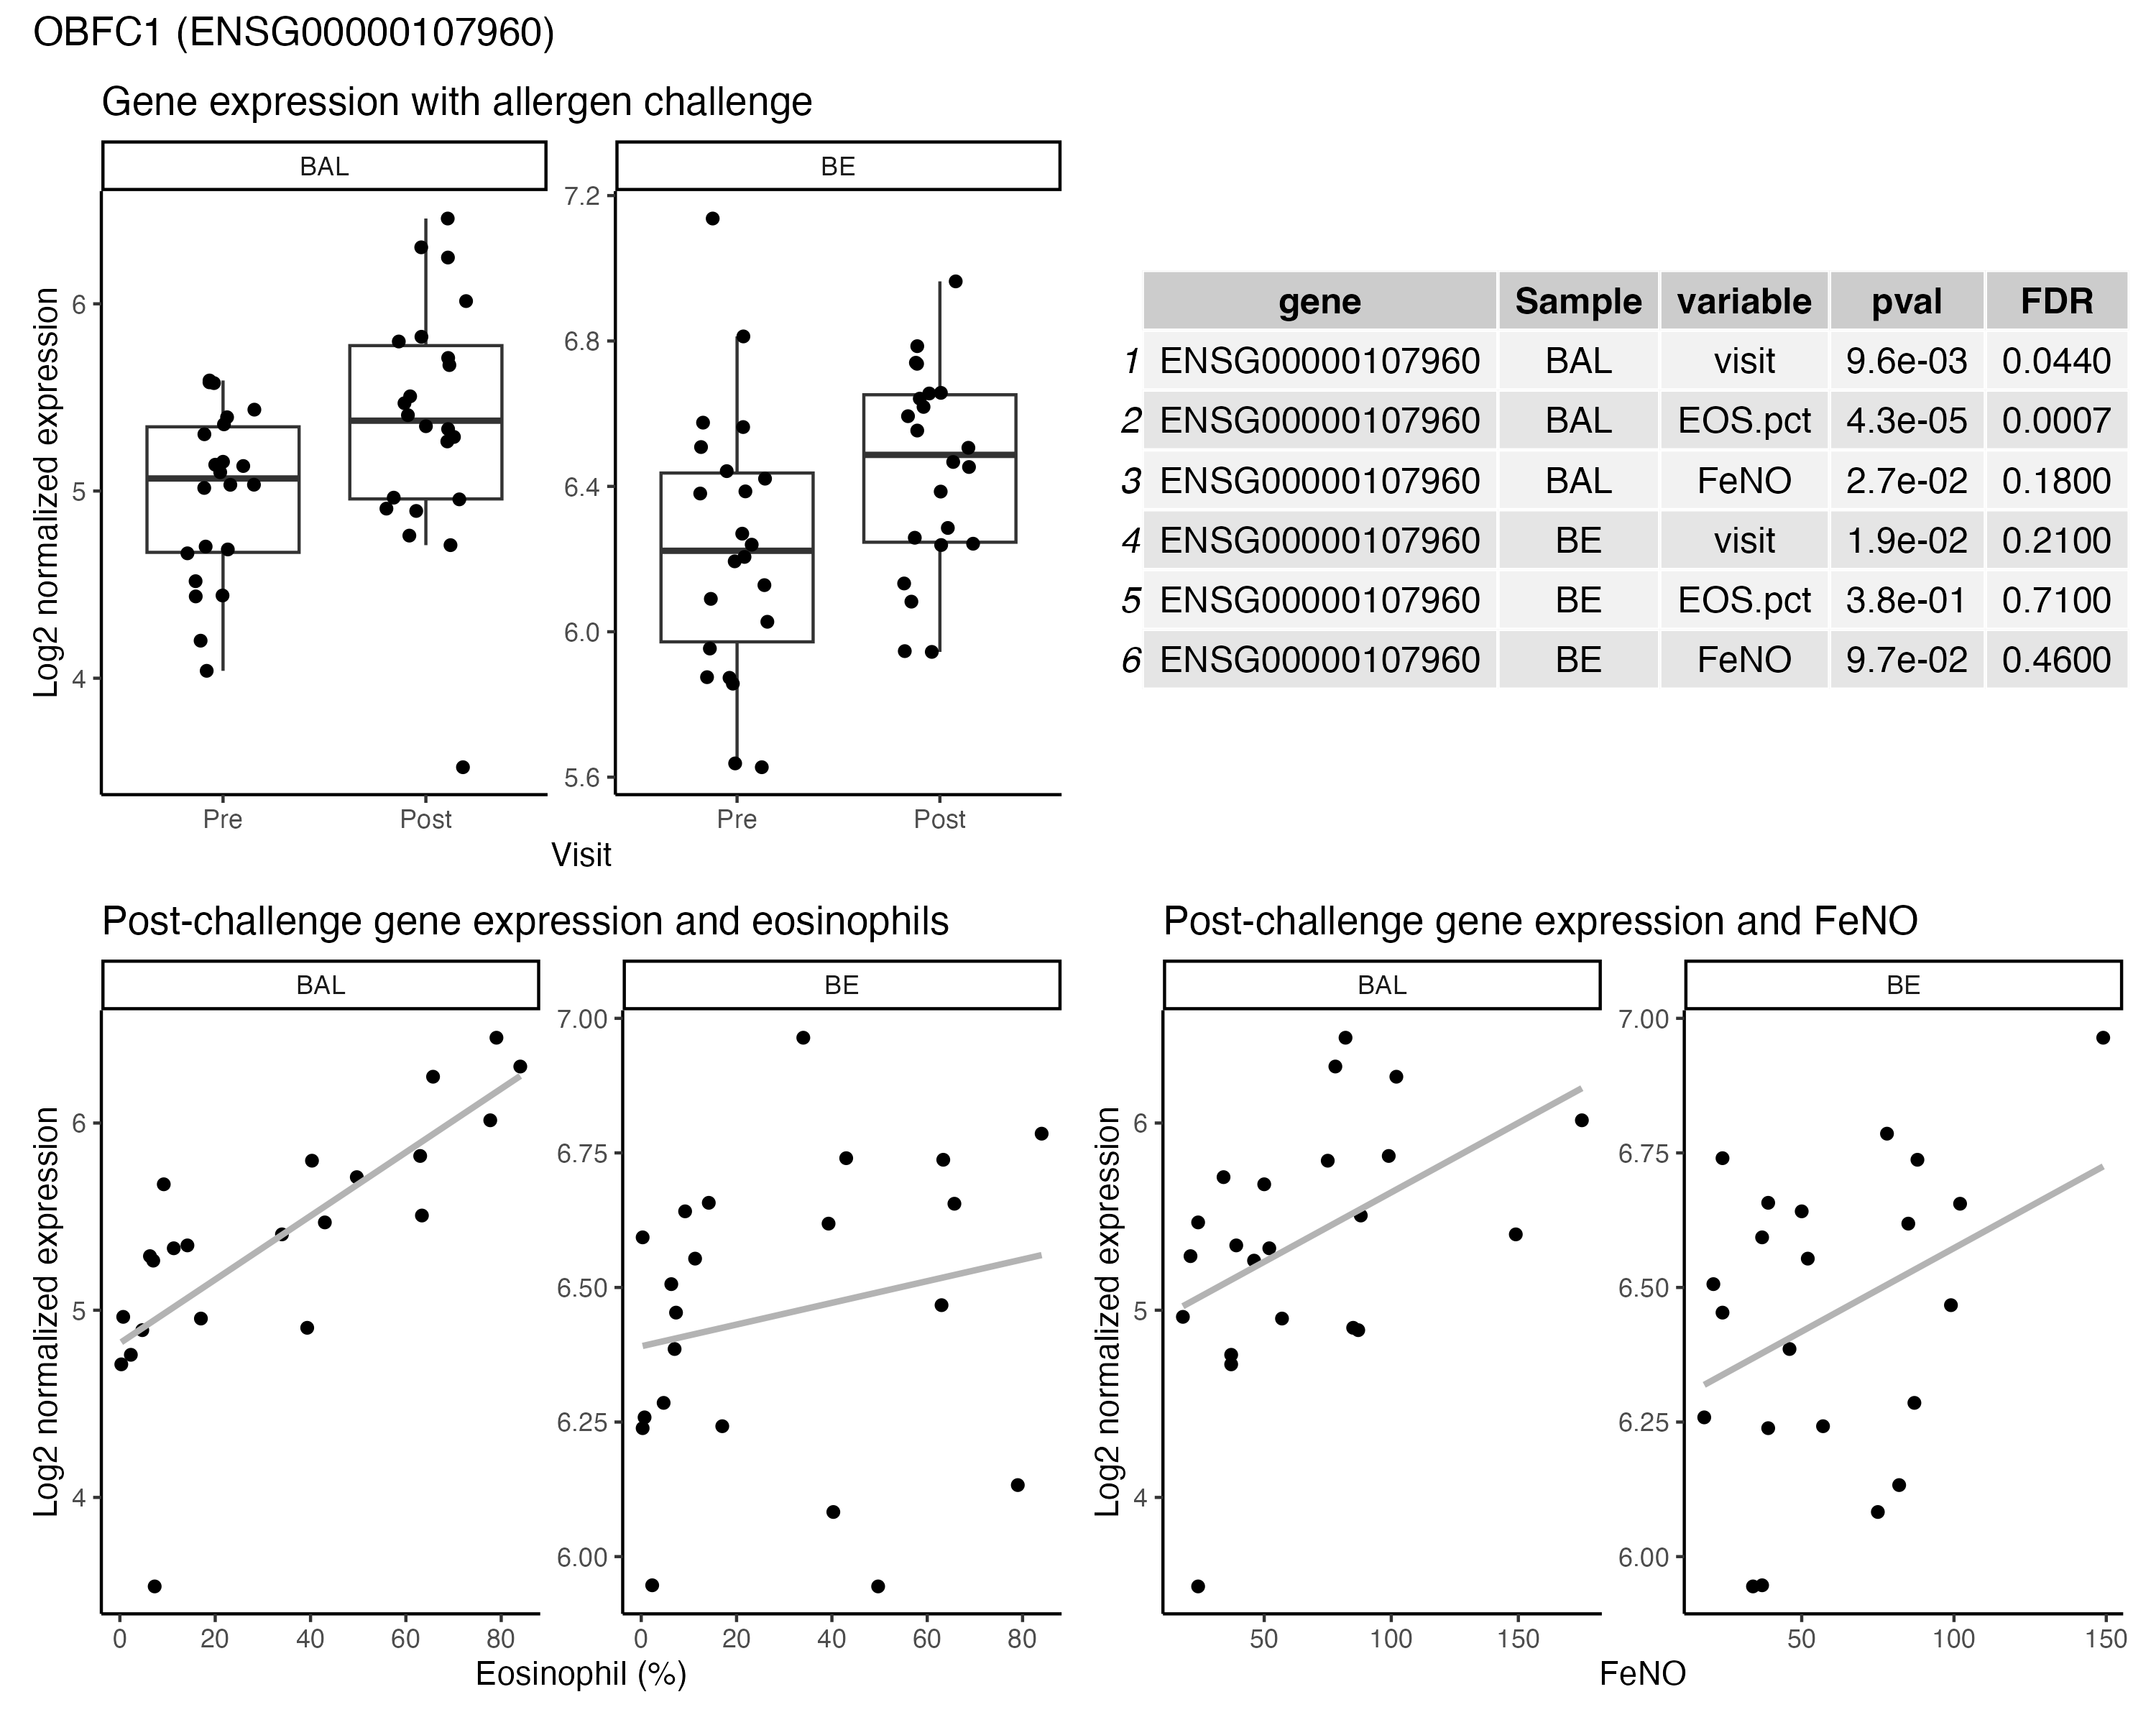 OBFC1 (ENSG00000107960)
Gene expression with allergen challenge
BAL
BE
Log2 normalized expression
6
5
4
7.2
6.8
6.4
6.0
5.6
Pre
Post
Pre
Post
Visit
gene Sample variable pval FDR
1 ENSG00000107960 BAL visit 9.6e-03 0.0440
2 ENSG00000107960 BAL EOS.pct 4.3e-05 0.0007
3 ENSG00000107960 BAL FeNO 2.7e-02 0.1800
4 ENSG00000107960 BE visit 1.9e-02 0.2100
5 ENSG00000107960 BE EOS.pct 3.8e-01 0.7100
6 ENSG00000107960 BE FeNO 9.7e-02 0.4600
Post-challenge gene expression and eosinophils
BAL
BE
Log2 normalized expression
6
5
4
7.00
6.75
6.50
6.25
6.00
0 20 40 60 80
0 20 40 60 80
Eosinophil (%)
Post-challenge gene expression and FeNO
BAL
BE
Log2 normalized expression
6
5
4
7.00
6.75
6.50
6.25
6.00
50 100 150
50 100 150
FeNO